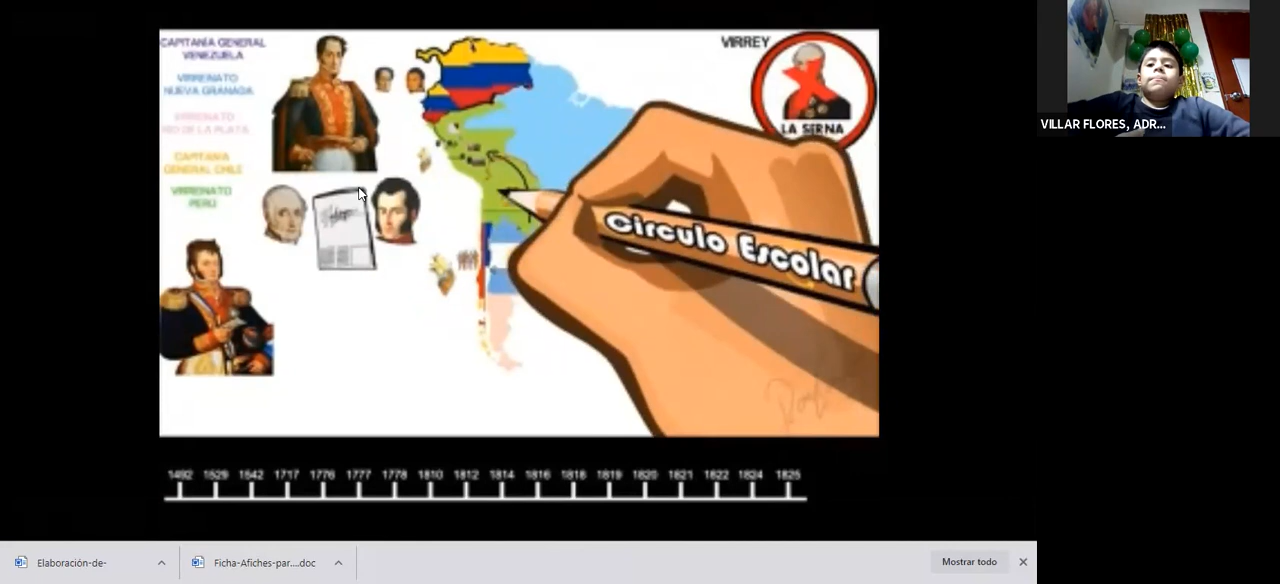 CAPITANÍA GENERAL
VENEZUELA
VIRREINATO
NUEVA GRANADA
VIRREINATO
RIO DE LA PLATA
CAPITANÍA
GENERAL CHILE
VIRREINATO
PERÚ
VIRREY
LA SERNA
Circulo Escolar
1492 1529 1542 1717 1776 1777 1778 1810 1812 1814 1816 1818 1819 1820 1821 1822 1824 1825
VILLAR FLORES, ADR...
Elaboración-de-
Ficha-Afiches-par....doc
Mostrar todo